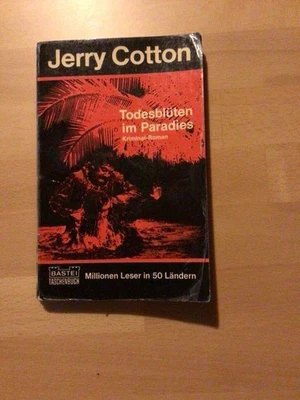 Jerry Cotton
Todesblüten
im Paradies
Kriminal-Roman
BASTEI
TASCHENBUCH
Millionen Leser in 50 Ländern